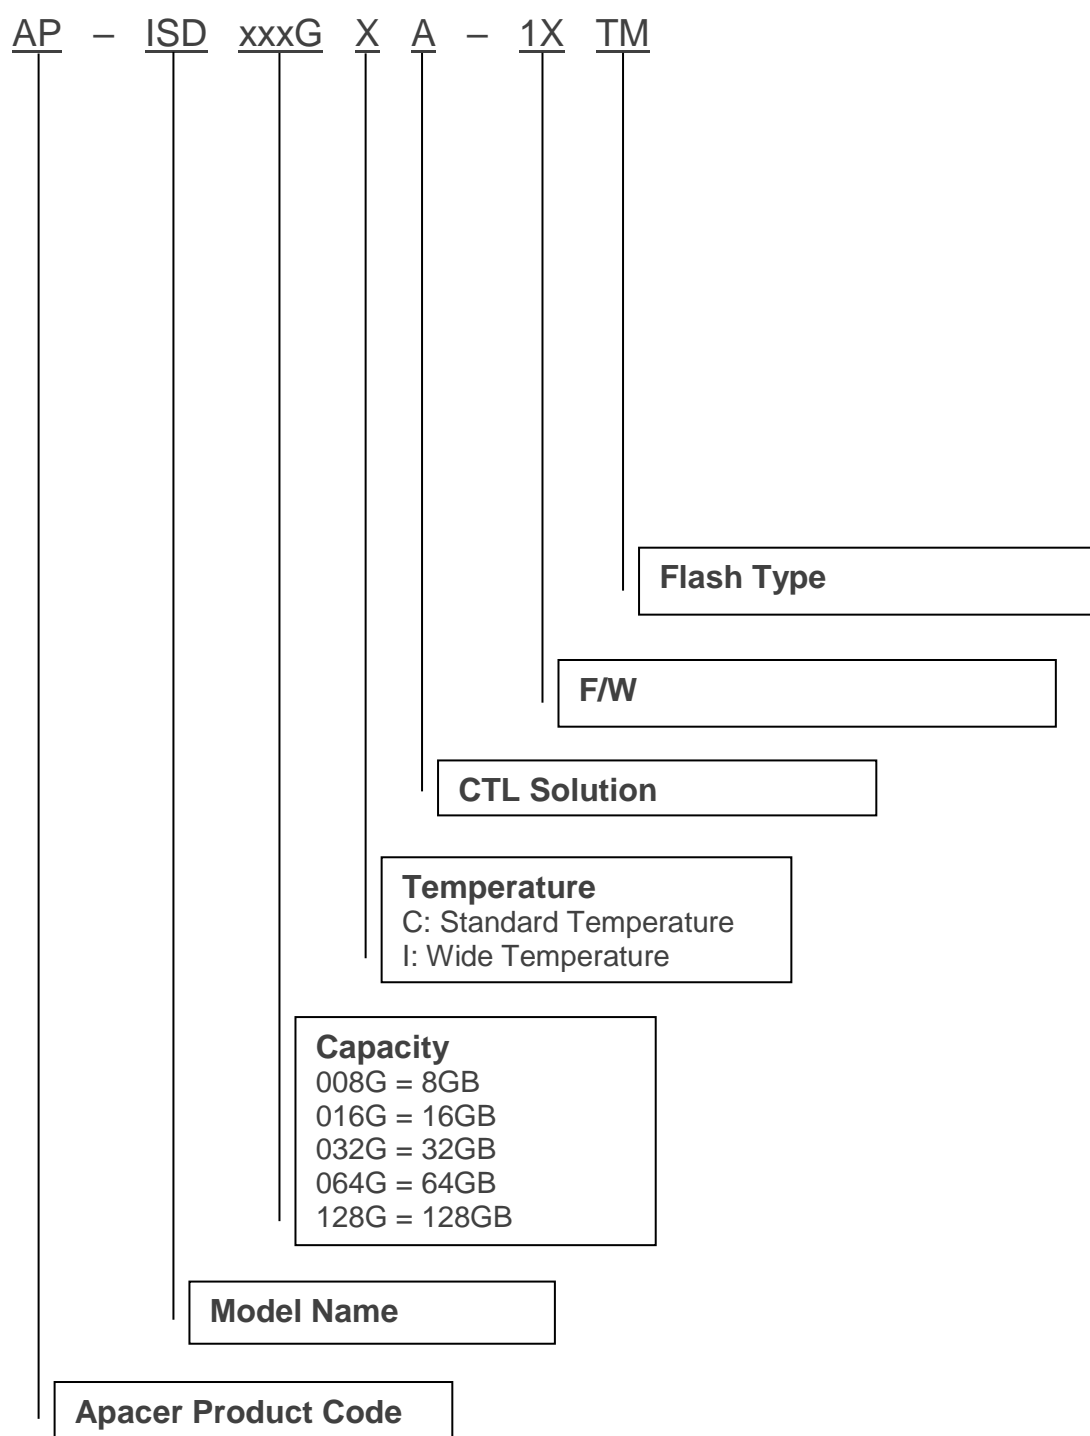 AP – ISD xxxG X A – 1X TM
Flash Type
F/W
CTL Solution
Temperature
C: Standard Temperature
I: Wide Temperature
Capacity
008G = 8GB
016G = 16GB
032G = 32GB
064G = 64GB
128G = 128GB
Model Name
Apacer Product Code